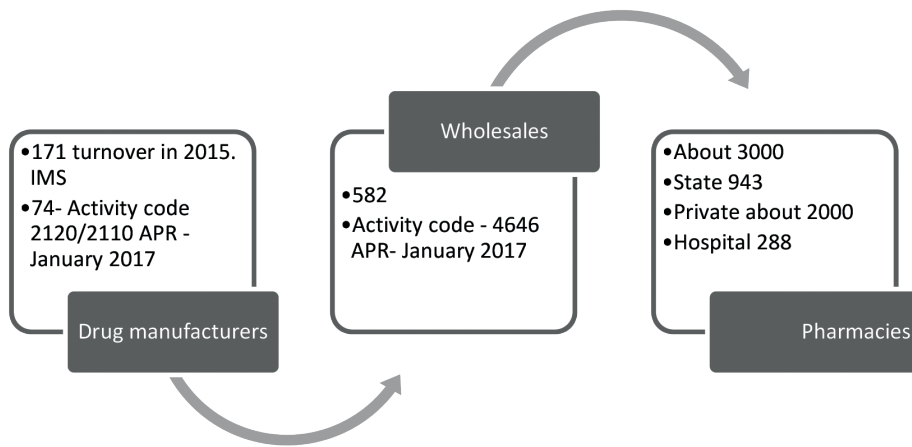 •171 turnover in 2015.
IMS
•74- Activity code
2120/2110 APR -
January 2017
Drug manufacturers
Wholesales
•582
•Activity code - 4646
APR- January 2017
•About 3000
•State 943
•Private about 2000
•Hospital 288
Pharmacies